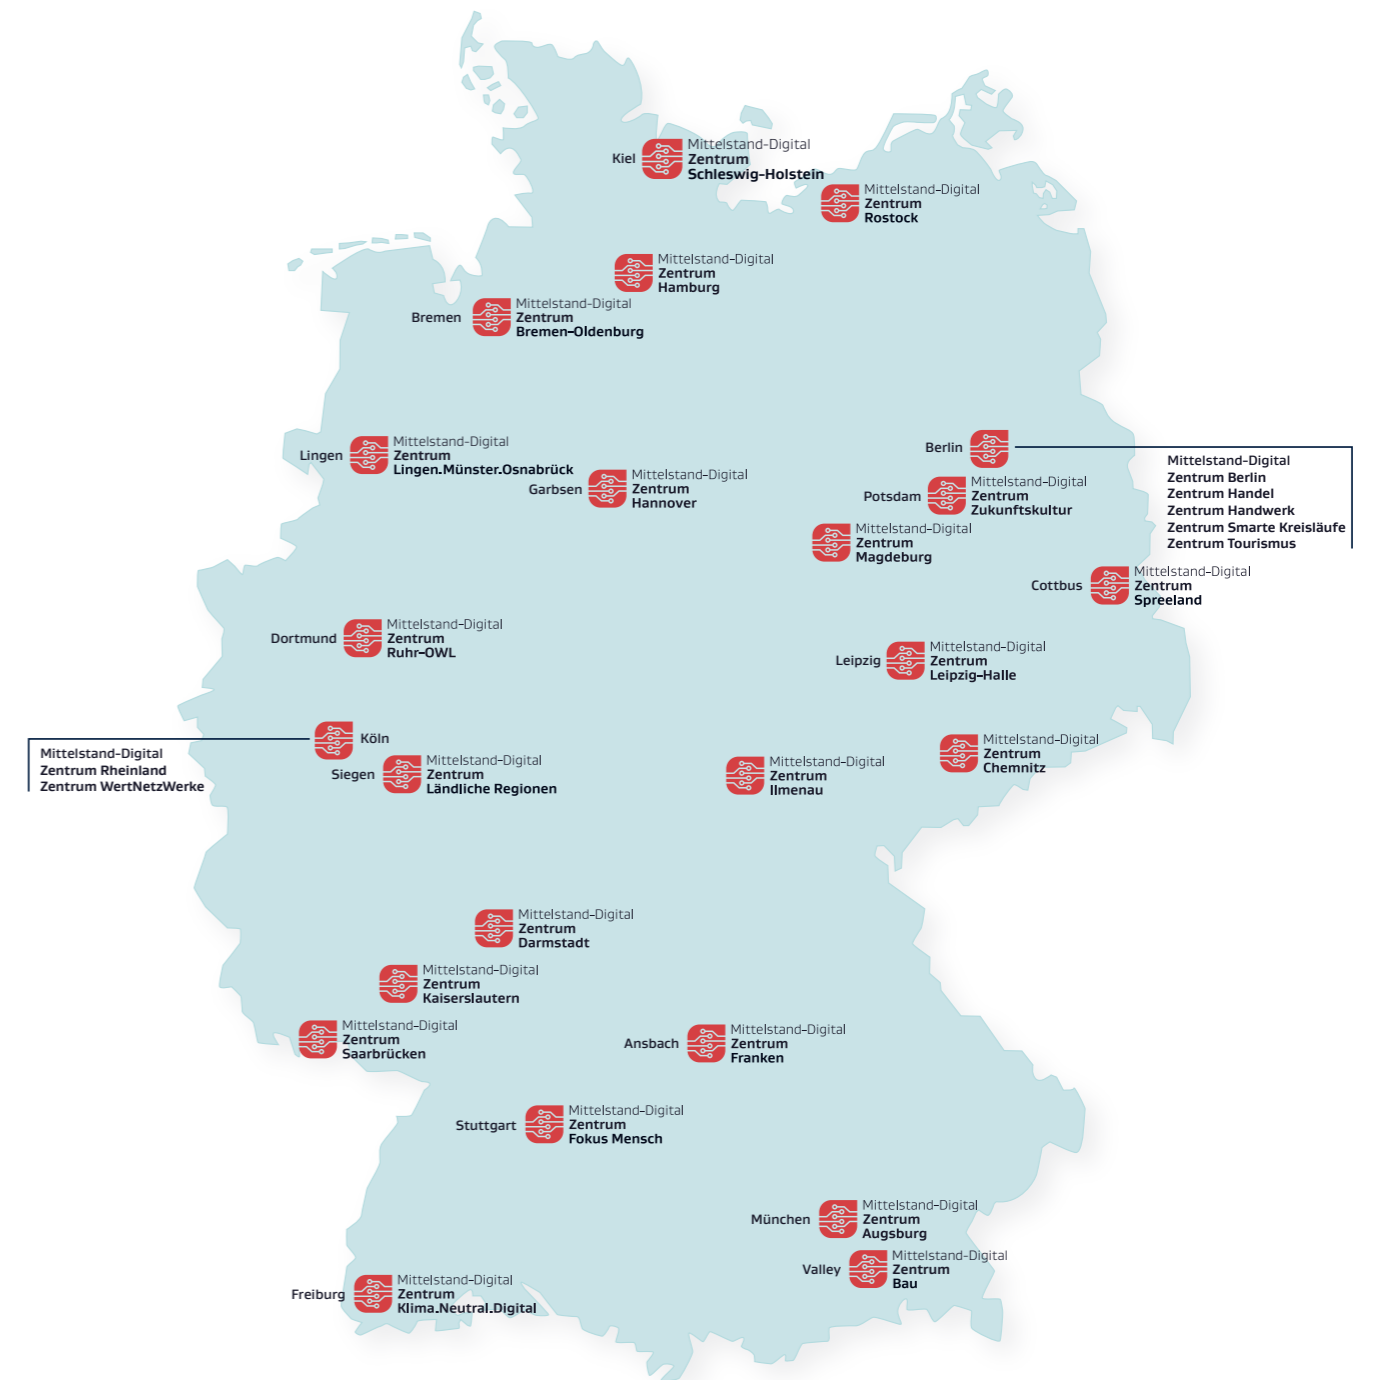 Kiel
Mittelstand-Digital
Zentrum
Schleswig-Holstein
Mittelstand-Digital
Zentrum
Rostock
Mittelstand-Digital
Zentrum
Hamburg
Bremen
Mittelstand-Digital
Zentrum
Bremen-Oldenburg
Lingen
Mittelstand-Digital
Zentrum
Lingen.Münster.Osnabrück
Garbsen
Mittelstand-Digital
Zentrum
Hannover
Berlin
Mittelstand-Digital
Zentrum Berlin
Zentrum Handel
Zentrum Handwerk
Zentrum Smarte Kreisläufe
Zentrum Tourismus
Potsdam
Mittelstand-Digital
Zentrum
Zukunftskultur
Mittelstand-Digital
Zentrum
Magdeburg
Cottbus
Mittelstand-Digital
Zentrum
Spreeland
Dortmund
Mittelstand-Digital
Zentrum
Ruhr-OWL
Leipzig
Mittelstand-Digital
Zentrum
Leipzig-Halle
Köln
Mittelstand-Digital
Zentrum Rheinland
Zentrum WertNetzWerke
Siegen
Mittelstand-Digital
Zentrum
Ländliche Regionen
Mittelstand-Digital
Zentrum
Ilmenau
Mittelstand-Digital
Zentrum
Chemnitz
Mittelstand-Digital
Zentrum
Darmstadt
Mittelstand-Digital
Zentrum
Kaiserslautern
Mittelstand-Digital
Zentrum
Saarbrücken
Ansbach
Mittelstand-Digital
Zentrum
Franken
Stuttgart
Mittelstand-Digital
Zentrum
Fokus Mensch
München
Mittelstand-Digital
Zentrum
Augsburg
Valley
Mittelstand-Digital
Zentrum
Bau
Freiburg
Mittelstand-Digital
Zentrum
Klima.Neutral.Digital